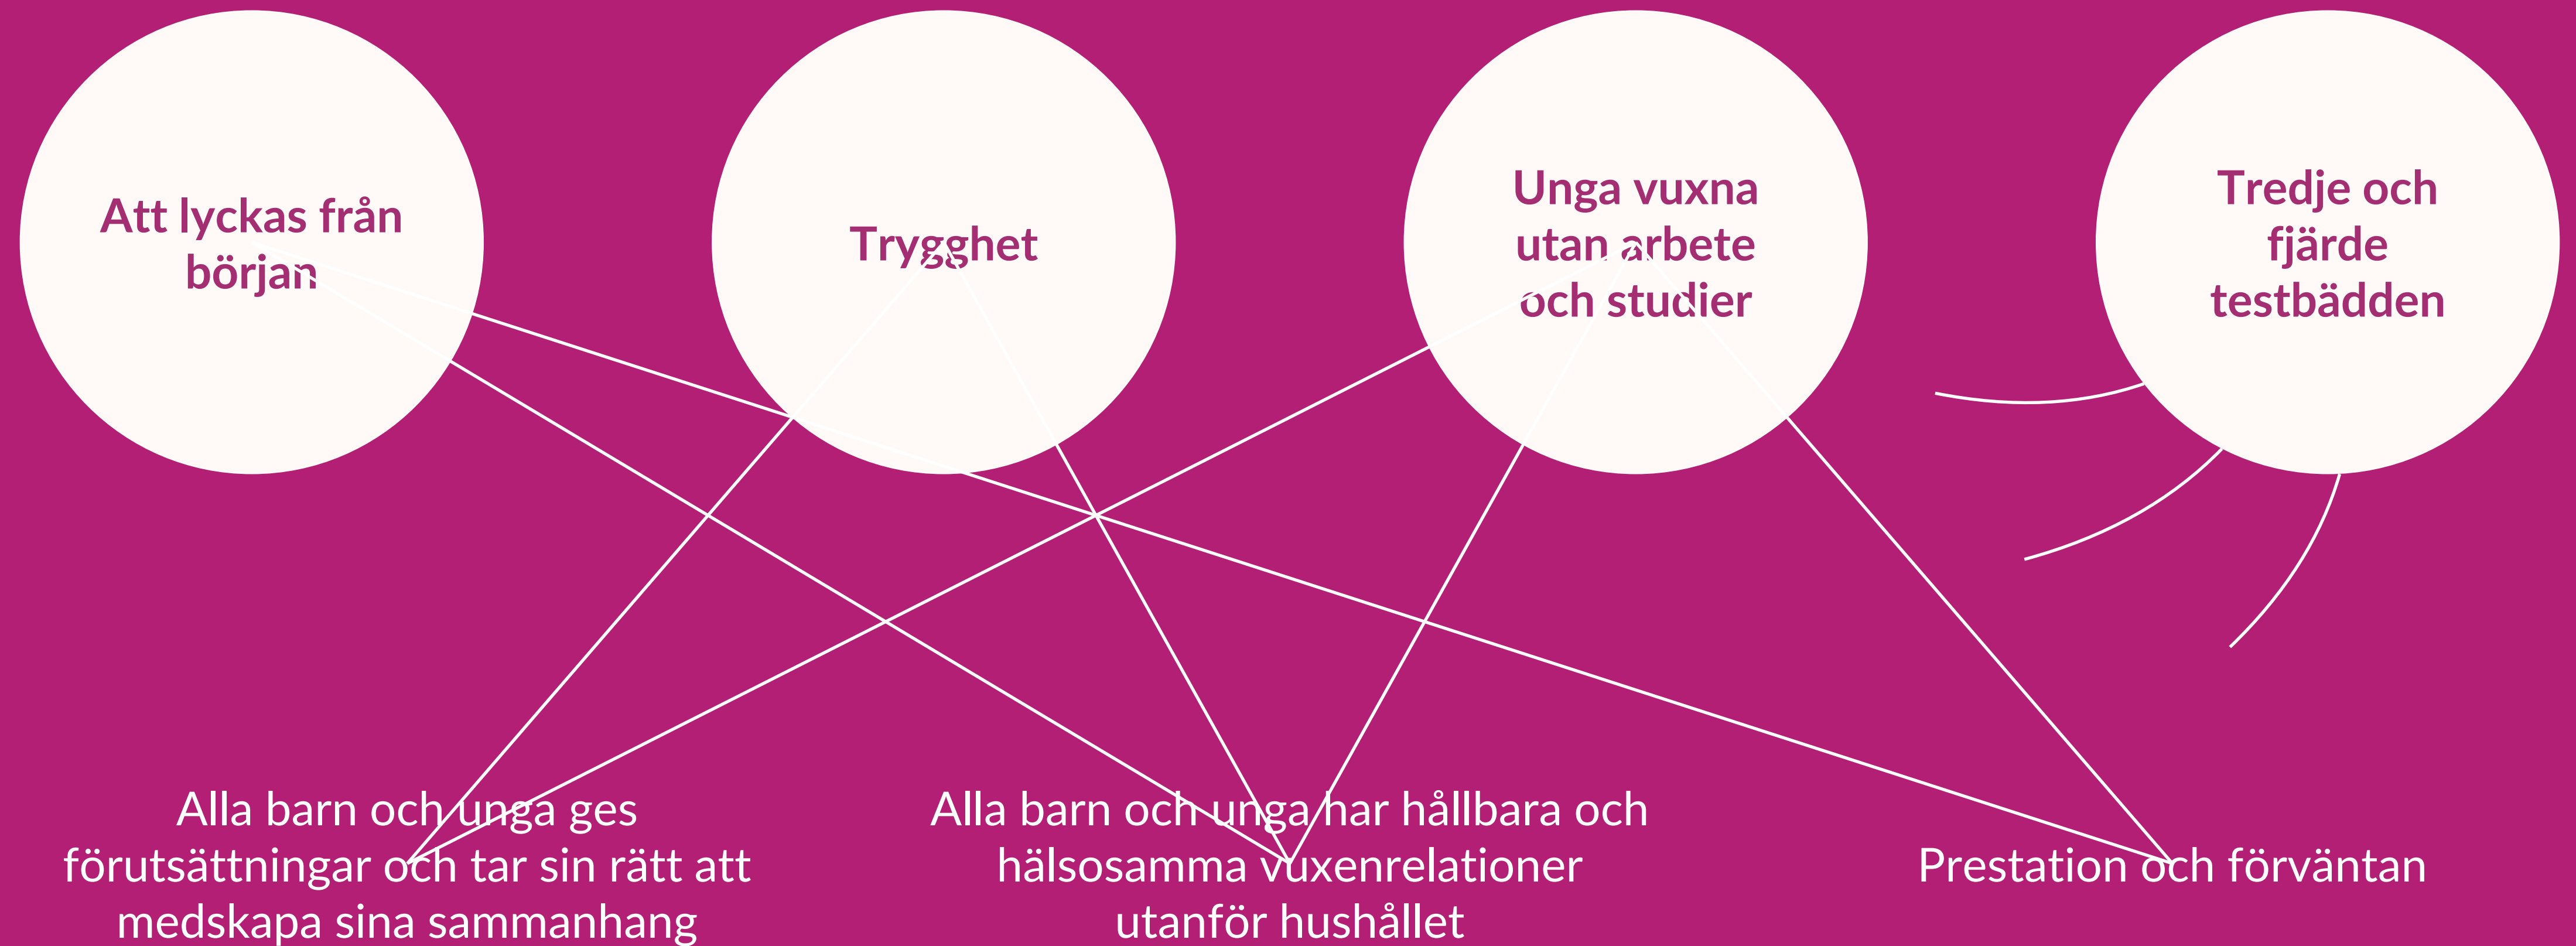 Att lyckas från
början
Trygghet
Unga vuxna
utan arbete
och studier
Tredje och
fjärde
testbädden
Alla barn och unga ges
förutsättningar och tar sin rätt att
medskapa sina sammanhang
Alla barn och unga har hållbara och
hälsosamma vuxenrelationer
utanför hushållet
Prestation och förväntan